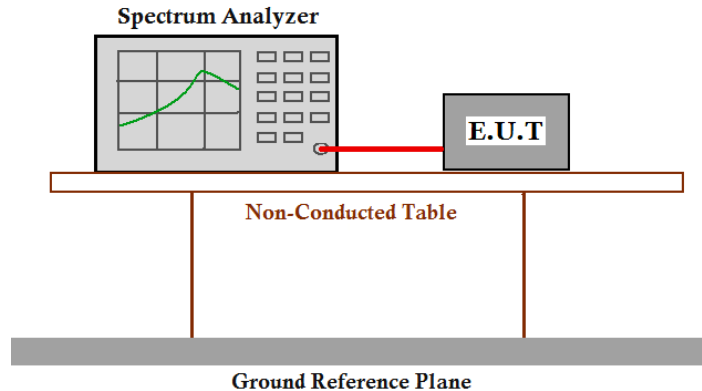 Spectrum Analyzer
E.U.T
Non-Conducted Table
Ground Reference Plane